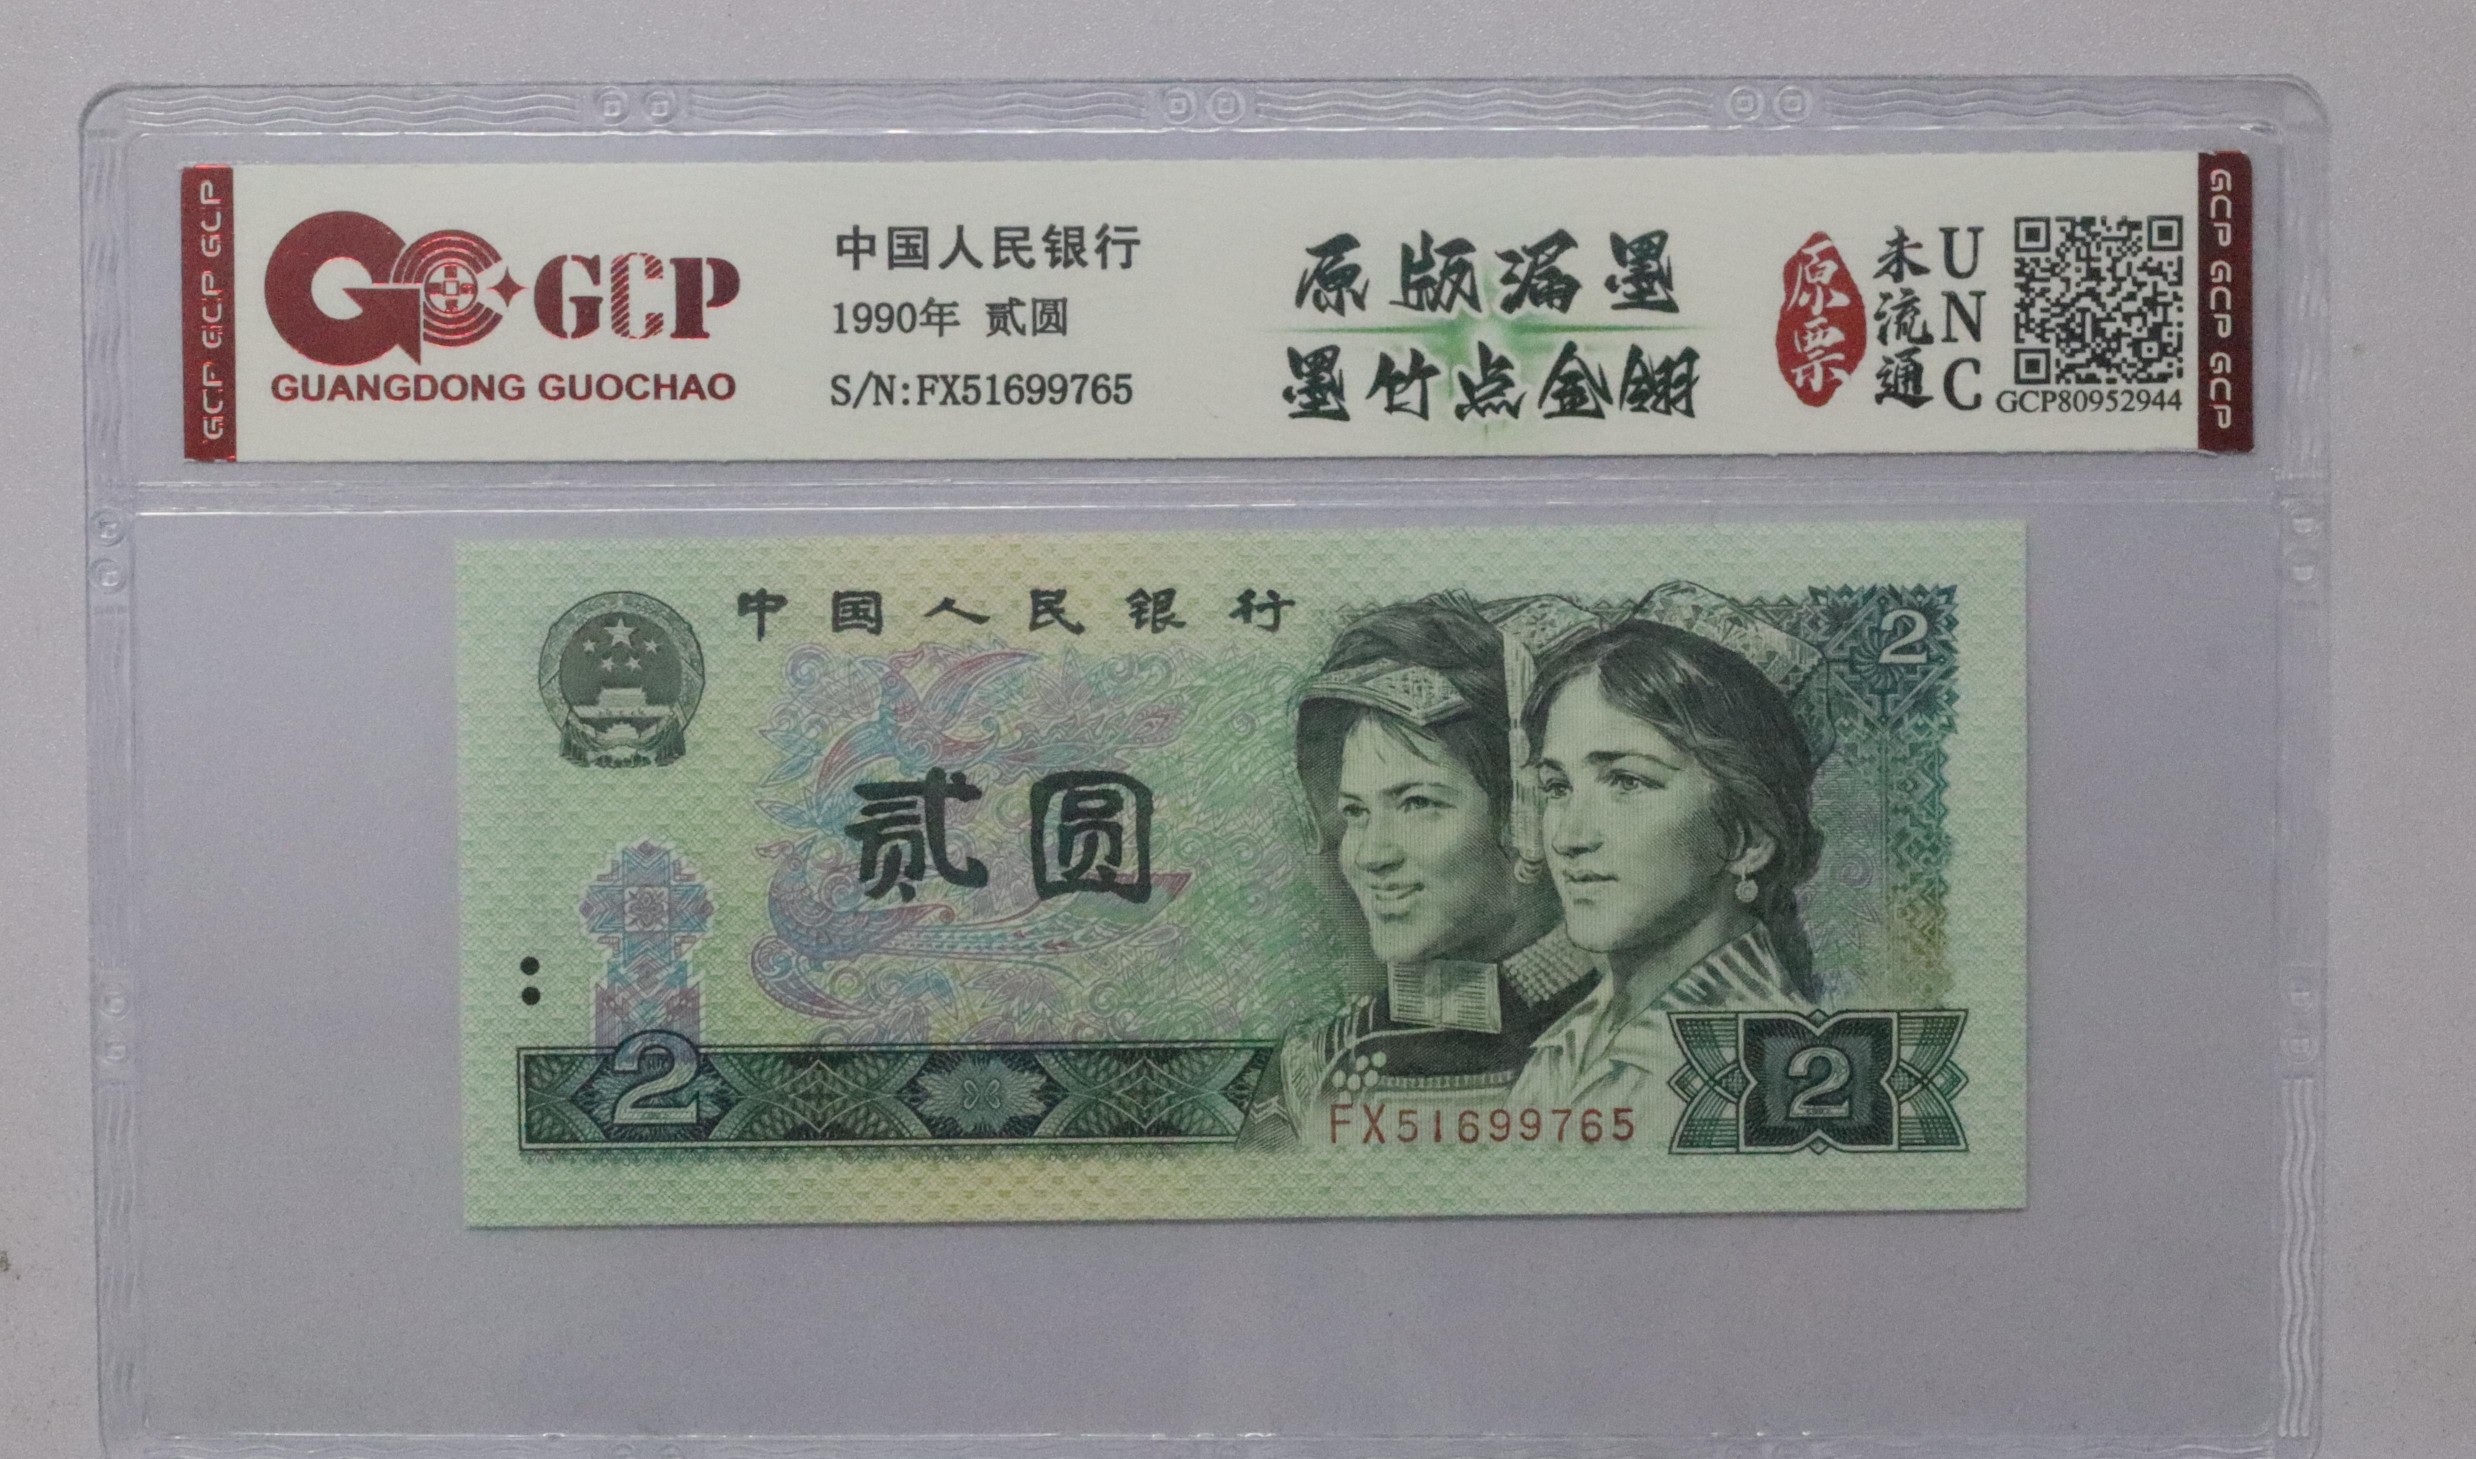 GCP GCP GCP
GCP
GUANGDONG GUOCHAO
中国人民银行
1990年 贰圆
S/N:FX51699765
原版漏墨
墨竹点金翅
原票
未流通
UNC
GCP80952944
GCP GCP GCP
中国人民银行
2
贰圆
2
FX51699765
2